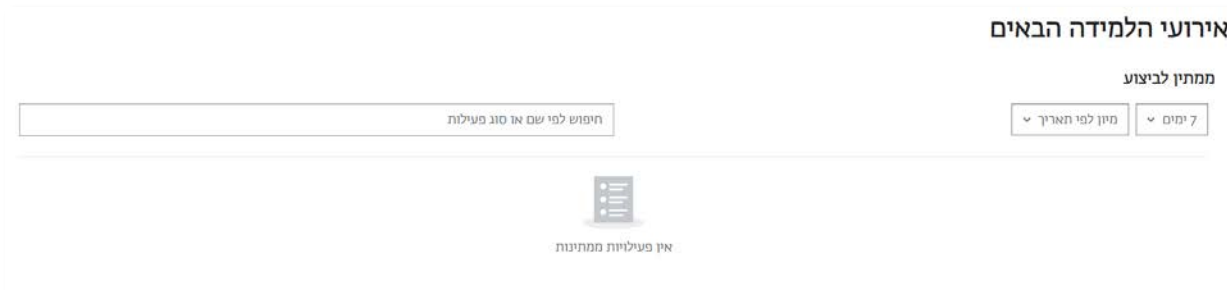 אירועי הלמידה הבאים
ממתין לביצוע
7 ימים מיון לפי תאריך חיפוש לפי שם או סוג פעילות
אין פעילויות ממתינות